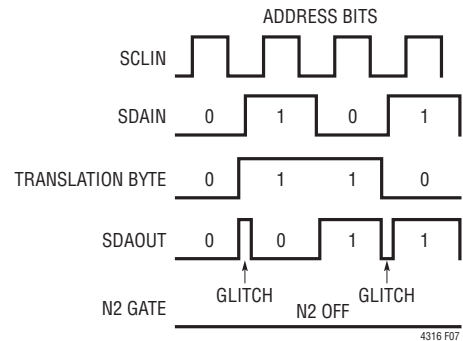 ADDRESS BITS
SCLIN
SDAIN 0 1 0 1
TRANSLATION BYTE 0 1 1 0
SDAOUT 0 0 1 1
GLITCH GLITCH
N2 GATE N2 OFF
4316 F07